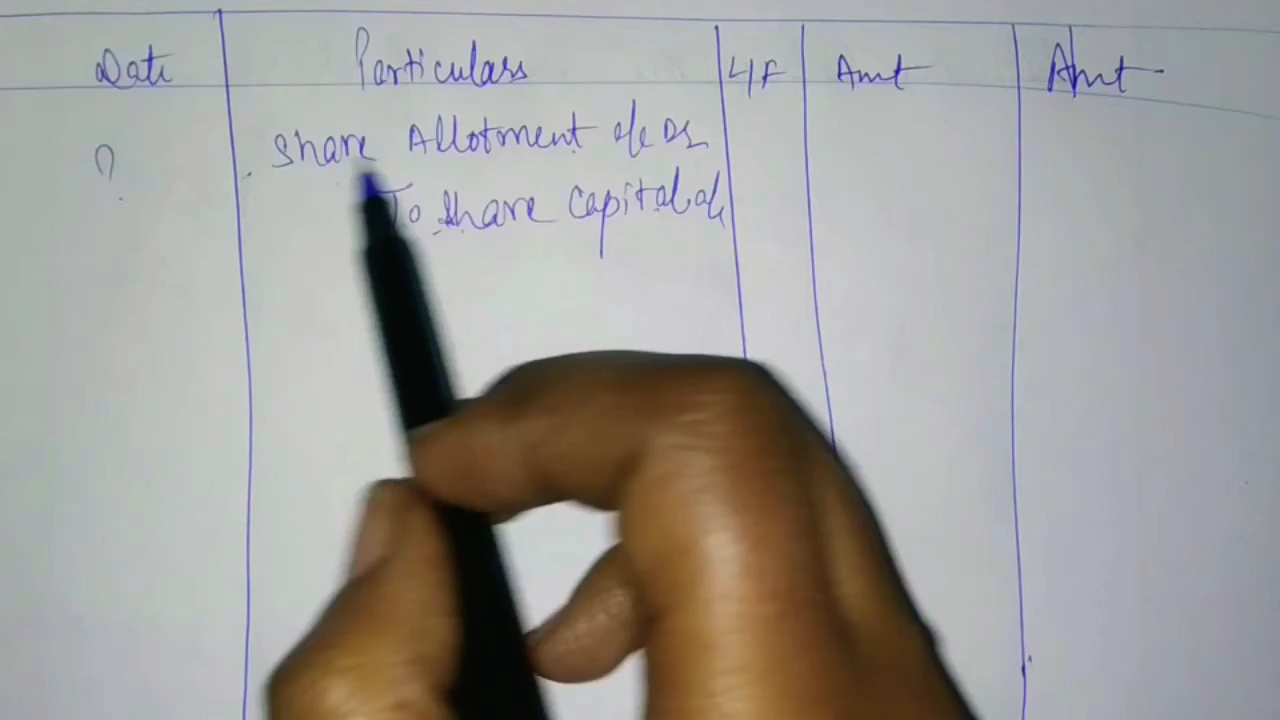 Date Particulars LF Amt Amt
? Share Allotment a/c Dr
To Share Capital a/c